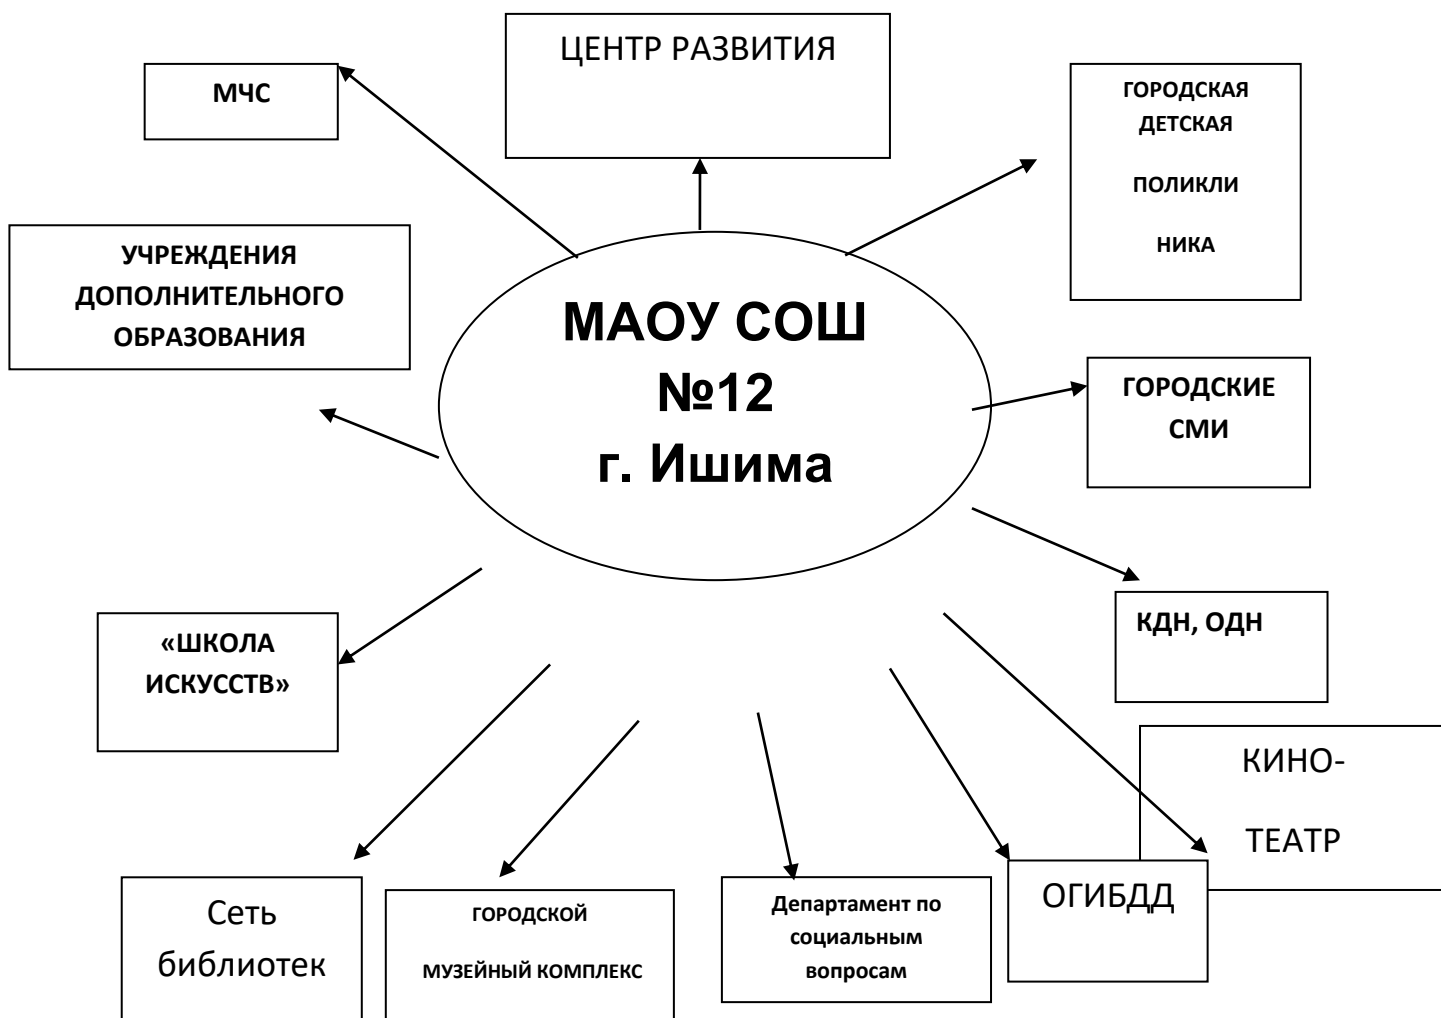 ЦЕНТР РАЗВИТИЯ
МЧС
ГОРОДСКАЯ
ДЕТСКАЯ
ПОЛИКЛИ
НИКА
УЧРЕЖДЕНИЯ
ДОПОЛНИТЕЛЬНОГО
ОБРАЗОВАНИЯ
МАОУ СОШ
№12
г. Ишима
ГОРОДСКИЕ
СМИ
КДН, ОДН
«ШКОЛА
ИСКУССТВ»
КИНО-
ТЕАТР
Сеть
библиотек
ГОРОДСКОЙ
МУЗЕЙНЫЙ КОМПЛЕКС
Департамент по
социальным
вопросам
ОГИБДД